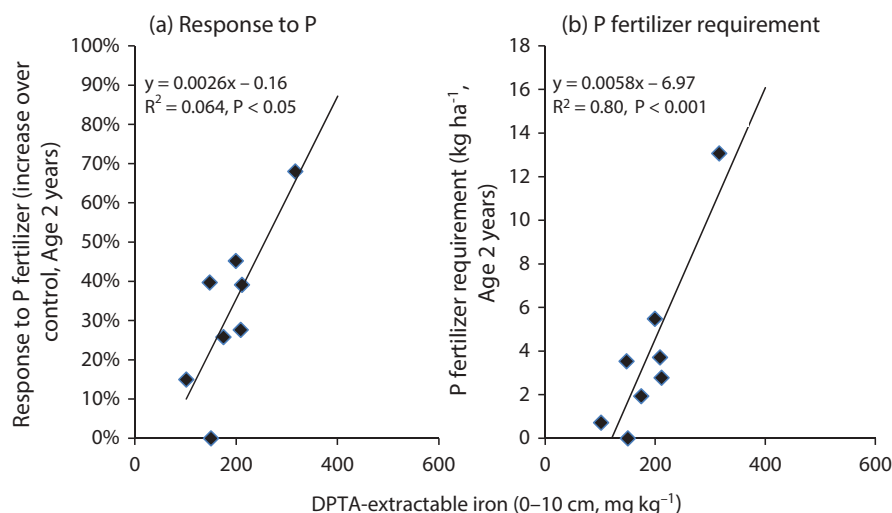 (a) Response to P
Response to P fertilizer (increase over
control, Age 2 years)
100%
90%
80%
70%
60%
50%
40%
30%
20%
10%
0%
y = 0.0026x – 0.16
R² = 0.064, P < 0.05
0
200
400
600
(b) P fertilizer requirement
P fertilizer requirement (kg ha⁻¹,
Age 2 years)
18
16
14
12
10
8
6
4
2
0
y = 0.0058x – 6.97
R² = 0.80, P < 0.001
0
200
400
600
DPTA-extractable iron (0–10 cm, mg kg⁻¹)